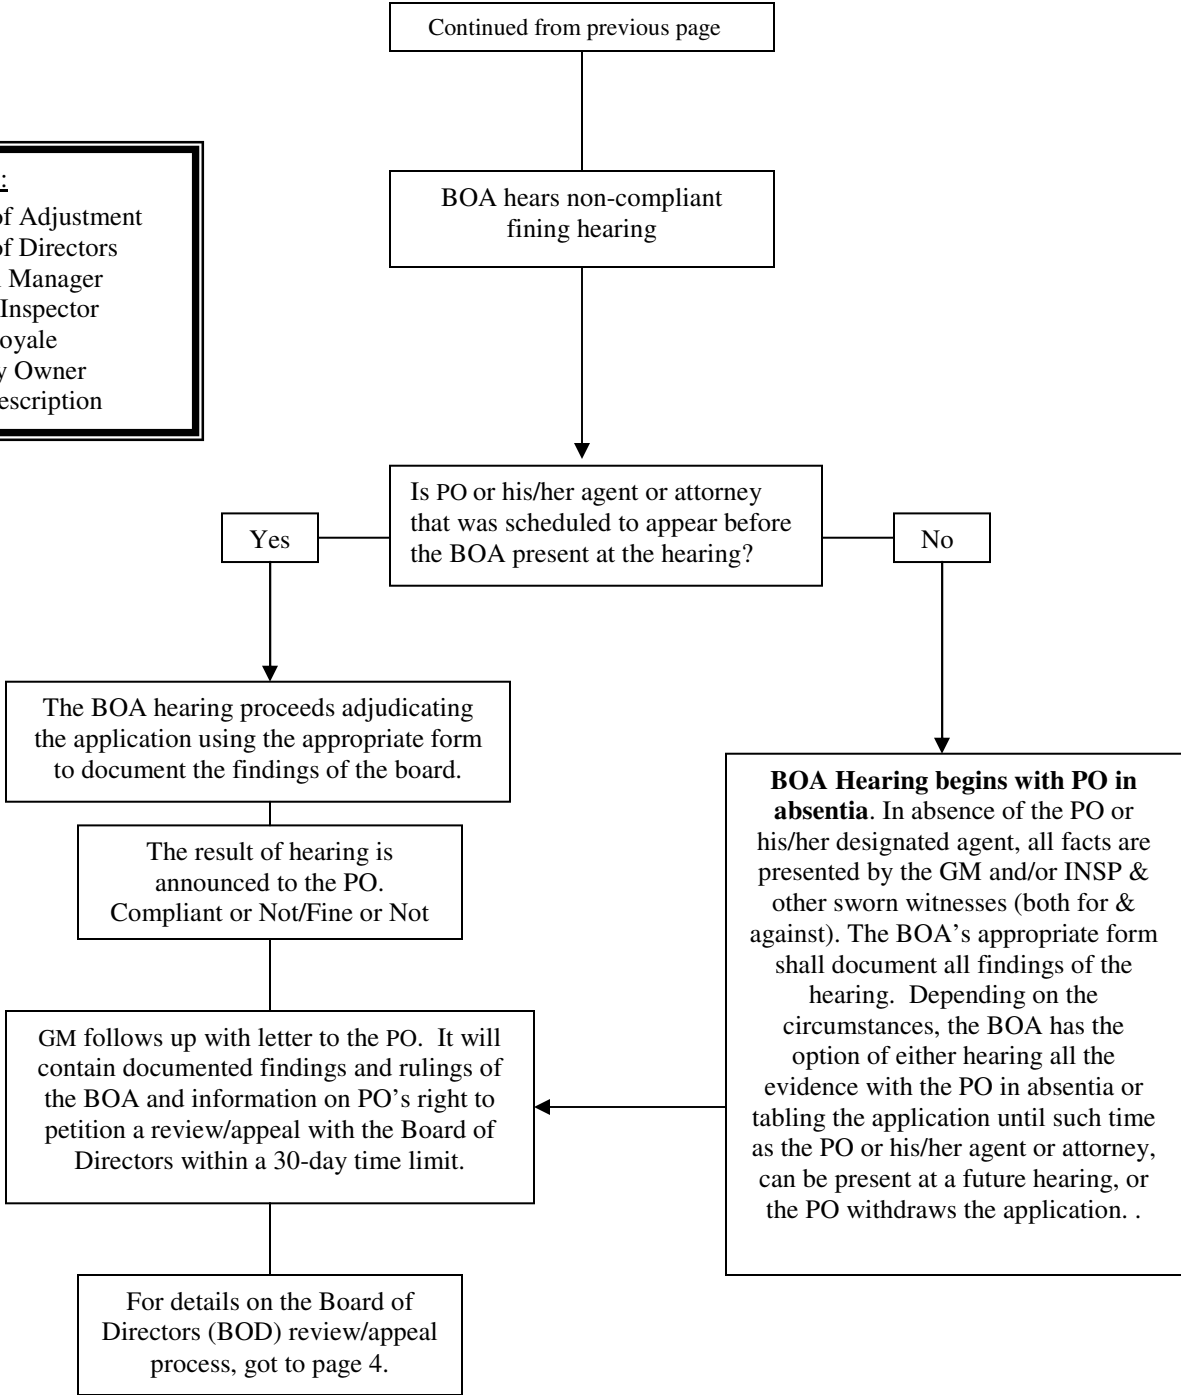 Continued from previous page
:
of Adjustment
of Directors
Manager
Inspector
oyale
y Owner
escription
BOA hears non-compliant
fining hearing
Is PO or his/her agent or attorney
that was scheduled to appear before
the BOA present at the hearing?
Yes
No
The BOA hearing proceeds adjudicating
the application using the appropriate form
to document the findings of the board.
The result of hearing is
announced to the PO.
Compliant or Not/Fine or Not
BOA Hearing begins with PO in
absentia. In absence of the PO or
his/her designated agent, all facts are
presented by the GM and/or INSP &
other sworn witnesses (both for &
against). The BOA's appropriate form
shall document all findings of the
hearing.  Depending on the
circumstances, the BOA has the
option of either hearing all the
evidence with the PO in absentia or
tabling the application until such time
as the PO or his/her agent or attorney,
can be present at a future hearing, or
the PO withdraws the application. .
GM follows up with letter to the PO.  It will
contain documented findings and rulings of
the BOA and information on PO's right to
petition a review/appeal with the Board of
Directors within a 30-day time limit.
For details on the Board of
Directors (BOD) review/appeal
process, got to page 4.